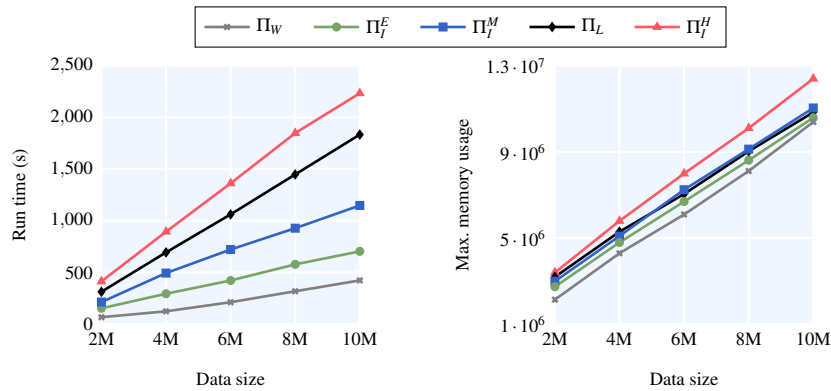 Π_W Π_I^E Π_I^M Π_L Π_I^H
2,500
2,000
1,500
1,000
500
0
2M 4M 6M 8M 10M
Data size
Run time (s)
1.3·10^7
9·10^6
5·10^6
1·10^6
2M 4M 6M 8M 10M
Data size
Max. memory usage